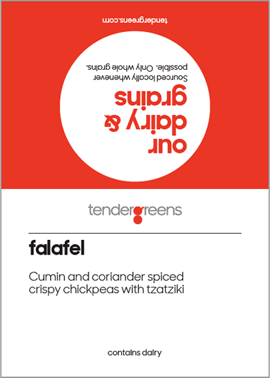 our
dairy &
grains
Sourced locally whenever
possible. Only whole grains.
tendergreens.com
tendergreens
falafel
Cumin and coriander spiced
crispy chickpeas with tzatziki
contains dairy